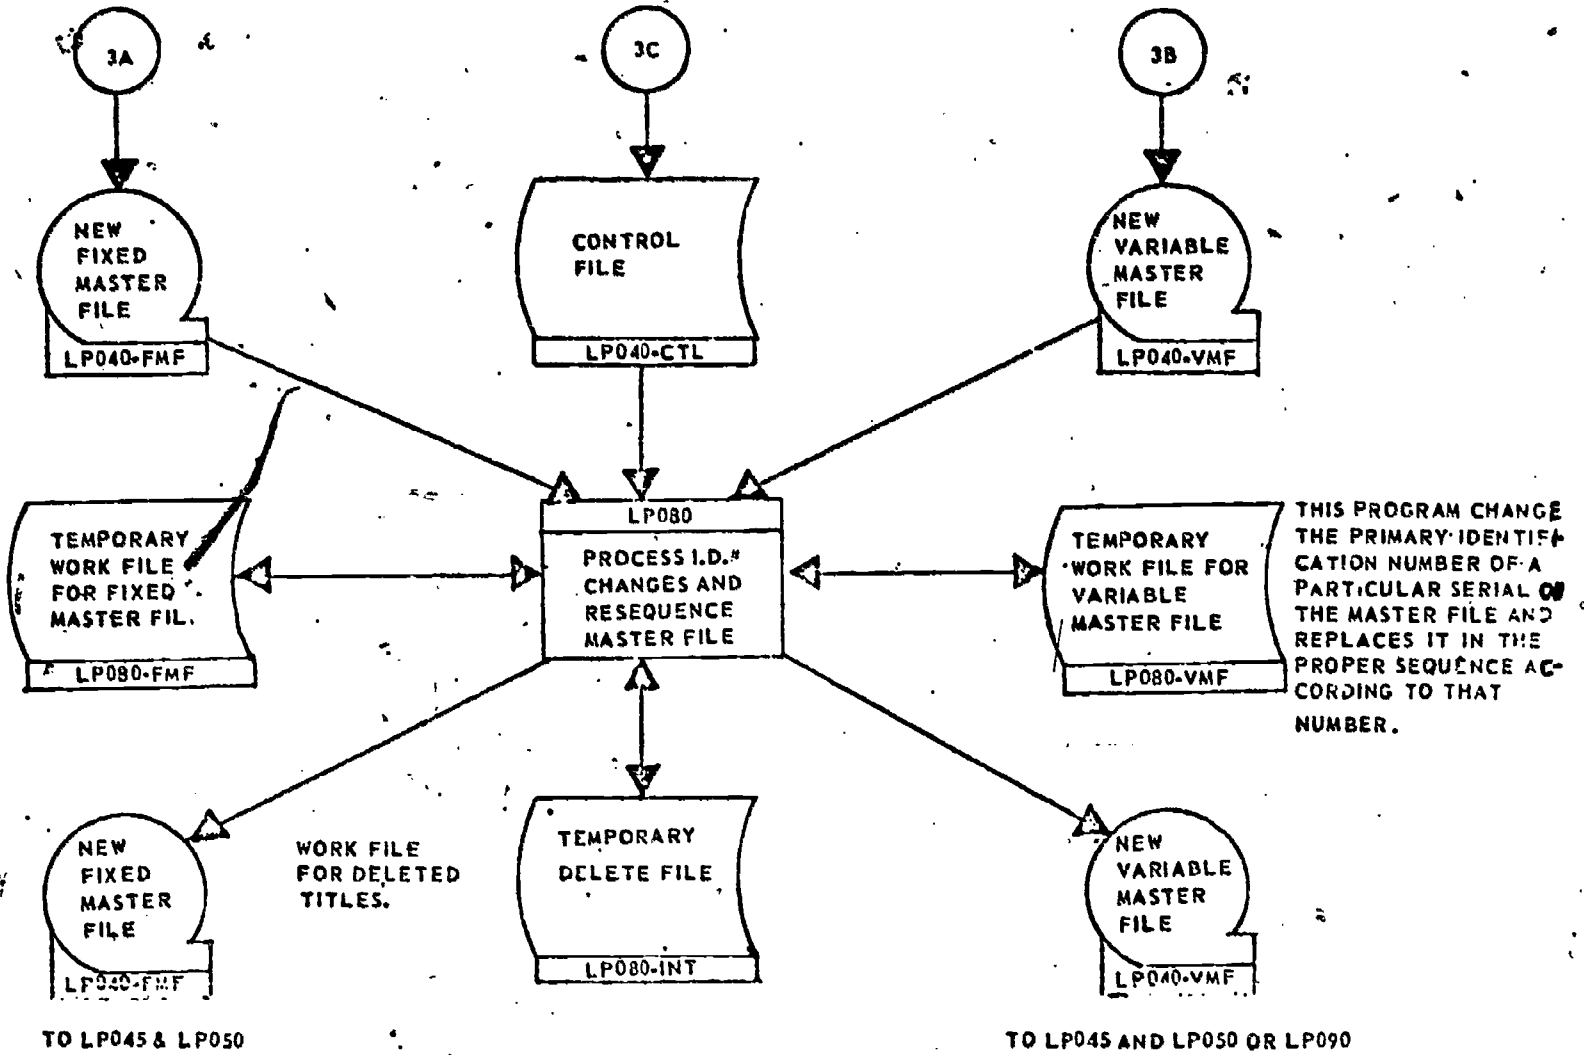 3A
3C
3B
NEW
FIXED
MASTER
FILE
LP040-FMF
CONTROL
FILE
LP040-CTL
NEW
VARIABLE
MASTER
FILE
LP040-VMF
TEMPORARY
WORK FILE
FOR FIXED
MASTER FIL.
LP080-FMF
LP080
PROCESS I.D.#
CHANGES AND
RESEQUENCE
MASTER FILE
TEMPORARY
WORK FILE FOR
VARIABLE
MASTER FILE
LP080-VMF
THIS PROGRAM CHANGE
THE PRIMARY IDENTIFI-
CATION NUMBER OF A
PARTICULAR SERIAL
THE MASTER FILE AND
REPLACES IT IN THE
PROPER SEQUENCE AC-
CORDING TO THAT
NUMBER.
NEW
FIXED
MASTER
FILE
LP040-FMF
WORK FILE
FOR DELETED
TITLES.
TEMPORARY
DELETE FILE
LP080-INT
NEW
VARIABLE
MASTER
FILE
LP040-VMF
TO LP045 & LP050
TO LP045 AND LP050 OR LP090